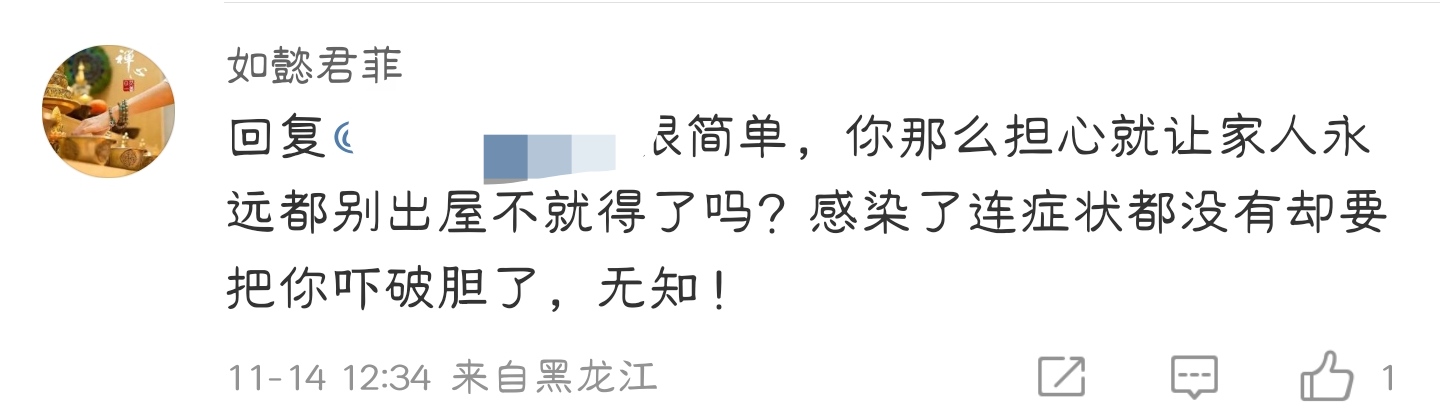 如懿君菲
回复@ 很简单，你那么担心就让家人永
远都别出屋不就得了吗？感染了连症状都没有却要
把你吓破胆了，无知！
11-14 12:34 来自黑龙江
1
禅心